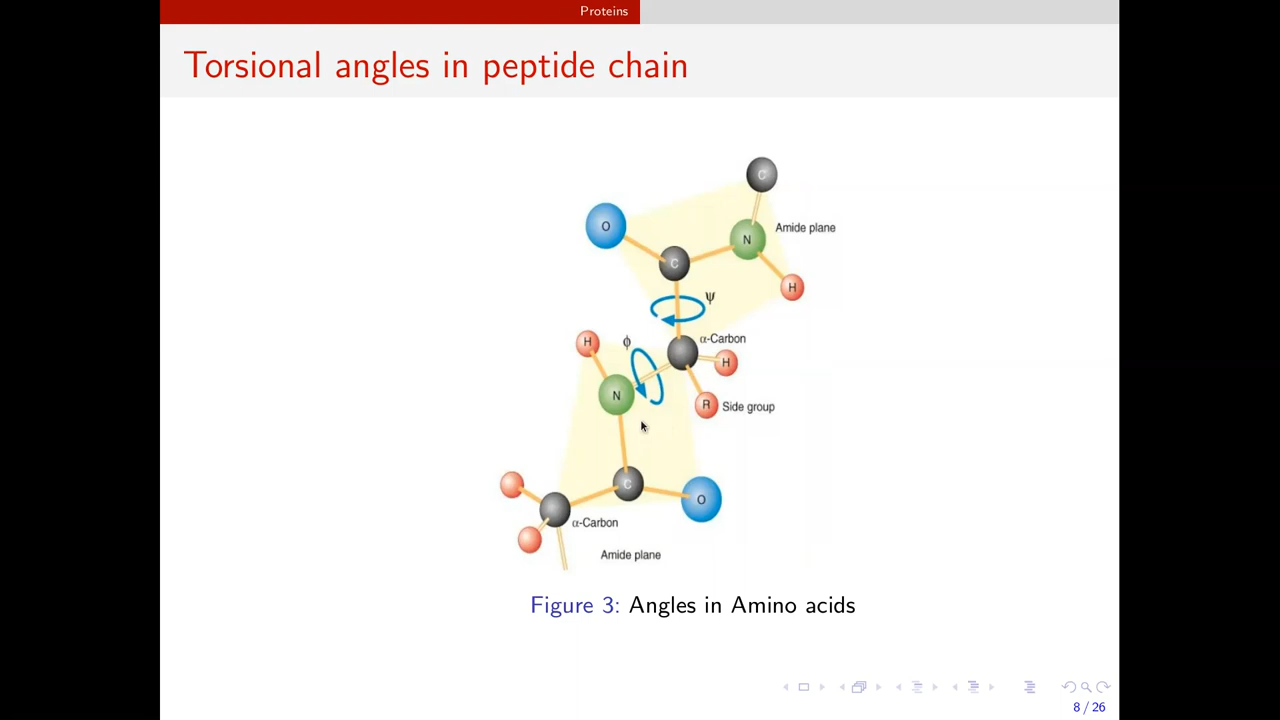 Proteins
Torsional angles in peptide chain
C
O
N
Amide plane
C
H
ψ
α-Carbon
H
ϕ
H
N
R
Side group
C
O
α-Carbon
Amide plane
Figure 3: Angles in Amino acids
8 / 26